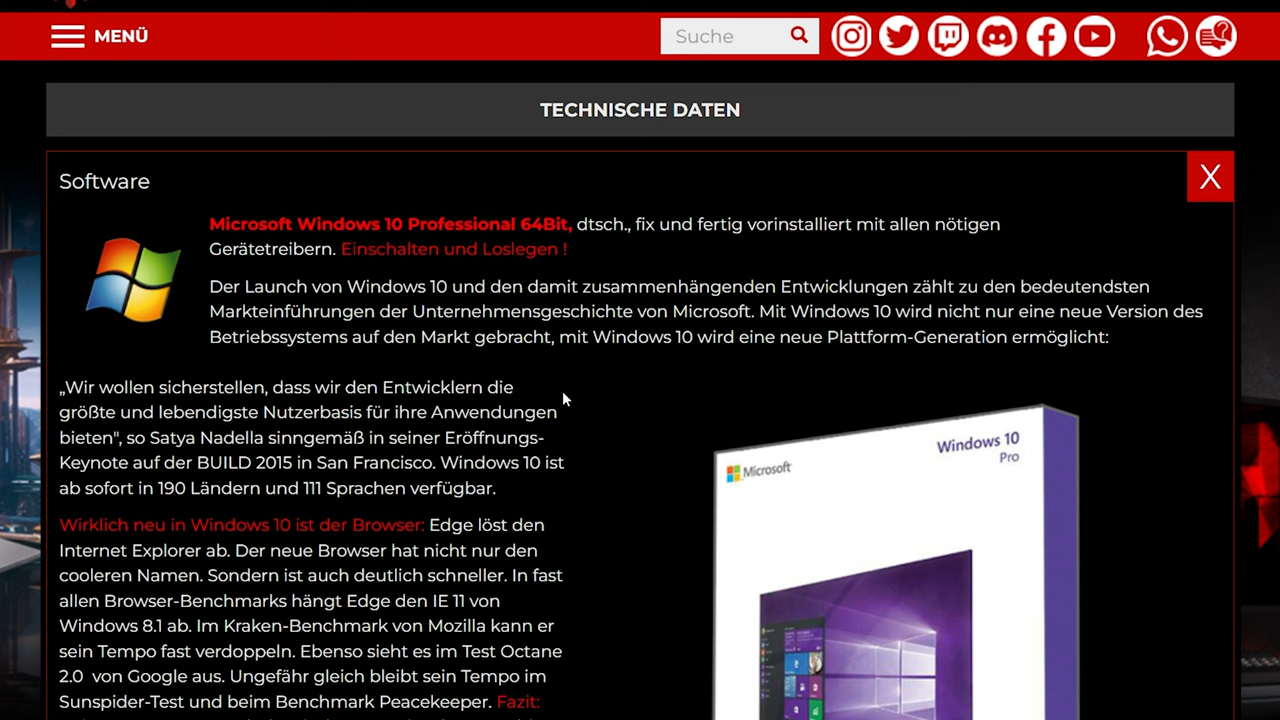 MENÜ
Suche
TECHNISCHE DATEN
Software
X
Microsoft Windows 10 Professional 64Bit, dtsch., fix und fertig vorinstalliert mit allen nötigen
Gerätetreibern. Einschalten und Loslegen !
Der Launch von Windows 10 und den damit zusammenhängenden Entwicklungen zählt zu den bedeutendsten
Markteinführungen der Unternehmensgeschichte von Microsoft. Mit Windows 10 wird nicht nur eine neue Version des
Betriebssystems auf den Markt gebracht, mit Windows 10 wird eine neue Plattform-Generation ermöglicht:
„Wir wollen sicherstellen, dass wir den Entwicklern die
größte und lebendigste Nutzerbasis für ihre Anwendungen
bieten", so Satya Nadella sinngemäß in seiner Eröffnungs-
Keynote auf der BUILD 2015 in San Francisco. Windows 10 ist
ab sofort in 190 Ländern und 111 Sprachen verfügbar.
Wirklich neu in Windows 10 ist der Browser: Edge löst den
Internet Explorer ab. Der neue Browser hat nicht nur den
cooleren Namen. Sondern ist auch deutlich schneller. In fast
allen Browser-Benchmarks hängt Edge den IE 11 von
Windows 8.1 ab. Im Kraken-Benchmark von Mozilla kann er
sein Tempo fast verdoppeln. Ebenso sieht es im Test Octane
2.0 von Google aus. Ungefähr gleich bleibt sein Tempo im
Sunspider-Test und beim Benchmark Peacekeeper. Fazit:
Microsoft
Windows 10
Pro